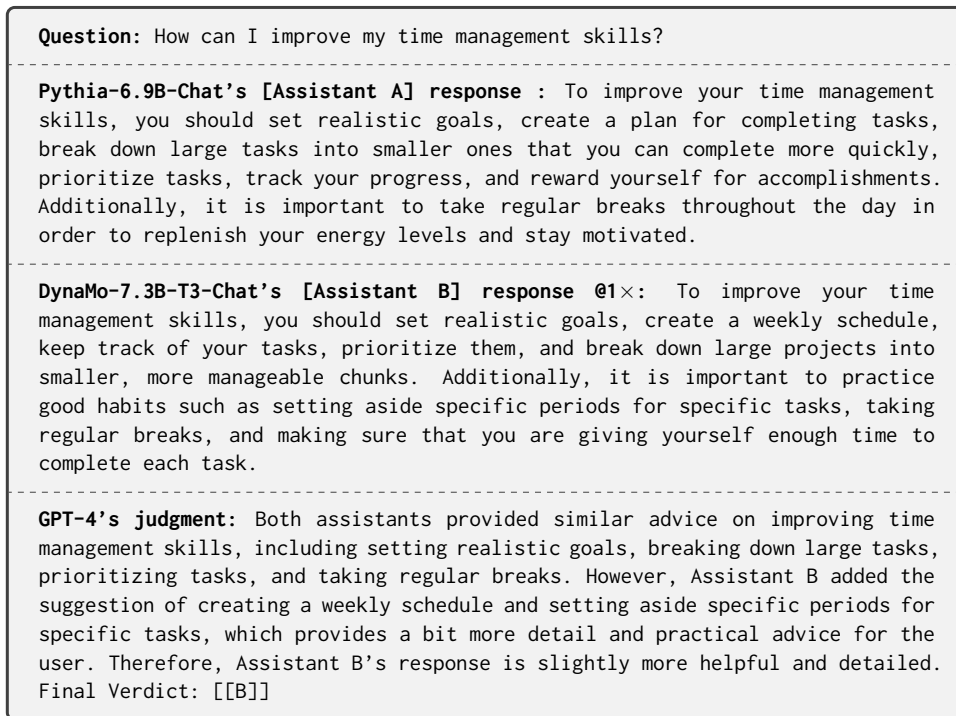 Question: How can I improve my time management skills?
Pythia-6.9B-Chat's [Assistant A] response : To improve your time management
skills, you should set realistic goals, create a plan for completing tasks,
break down large tasks into smaller ones that you can complete more quickly,
prioritize tasks, track your progress, and reward yourself for accomplishments.
Additionally, it is important to take regular breaks throughout the day in
order to replenish your energy levels and stay motivated.
DynaMo-7.3B-T3-Chat's [Assistant B] response @1×: To improve your time
management skills, you should set realistic goals, create a weekly schedule,
keep track of your tasks, prioritize them, and break down large projects into
smaller, more manageable chunks. Additionally, it is important to practice
good habits such as setting aside specific periods for specific tasks, taking
regular breaks, and making sure that you are giving yourself enough time to
complete each task.
GPT-4's judgment: Both assistants provided similar advice on improving time
management skills, including setting realistic goals, breaking down large tasks,
prioritizing tasks, and taking regular breaks. However, Assistant B added the
suggestion of creating a weekly schedule and setting aside specific periods for
specific tasks, which provides a bit more detail and practical advice for the
user. Therefore, Assistant B's response is slightly more helpful and detailed.
Final Verdict: [[B]]